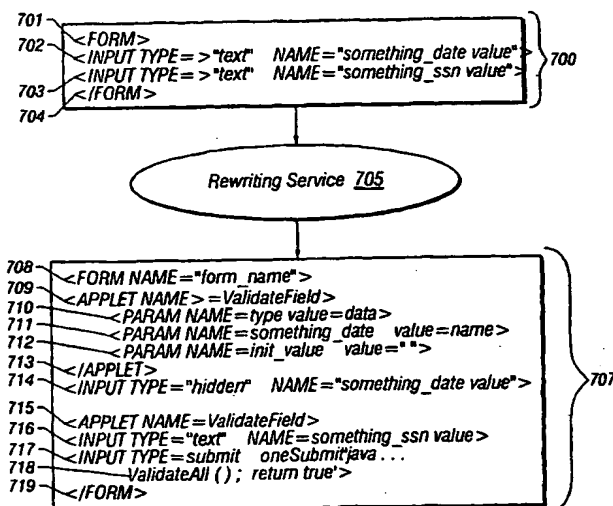 701 <FORM>
702 <INPUT TYPE=>"text" NAME="something_date value">
703 <INPUT TYPE=>"text" NAME="something_ssn value">
704 </FORM>
700
Rewriting Service 705
708 <FORM NAME="form_name">
709 <APPLET NAME>=ValidateField>
710 <PARAM NAME=type value=data>
711 <PARAM NAME=something_date value=name>
712 <PARAM NAME=init_value value=" ">
713 </APPLET>
714 <INPUT TYPE="hidden" NAME="something_date value">
707
715 <APPLET NAME=ValidateField>
716 <INPUT TYPE="text" NAME=something_ssn value>
717 <INPUT TYPE=submit oneSubmit'java . . .
718 ValidateAll ( ) ; return true'>
719 </FORM>